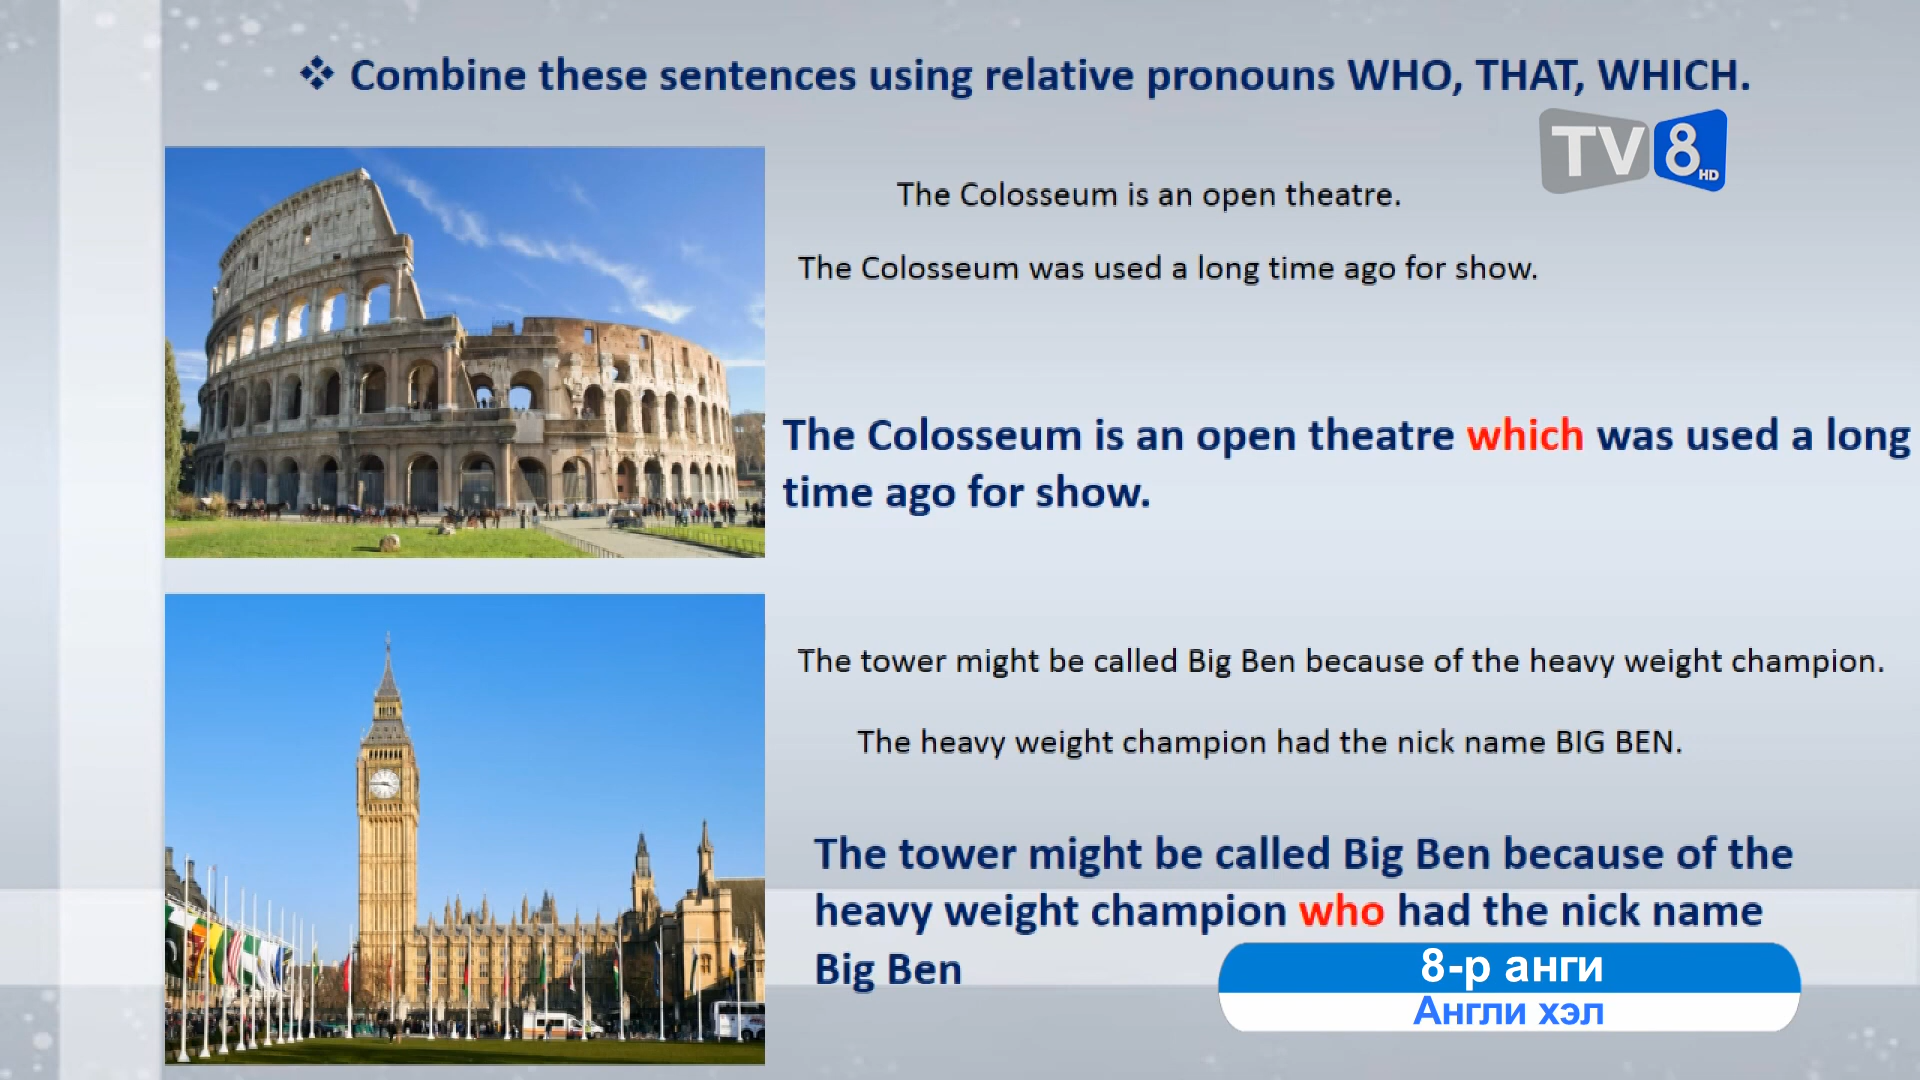 ❖ Combine these sentences using relative pronouns WHO, THAT, WHICH.
TV8 HD
The Colosseum is an open theatre.
The Colosseum was used a long time ago for show.
The Colosseum is an open theatre which was used a long
time ago for show.
The tower might be called Big Ben because of the heavy weight champion.
The heavy weight champion had the nick name BIG BEN.
The tower might be called Big Ben because of the
heavy weight champion who had the nick name
Big Ben
8-р анги
Англи хэл